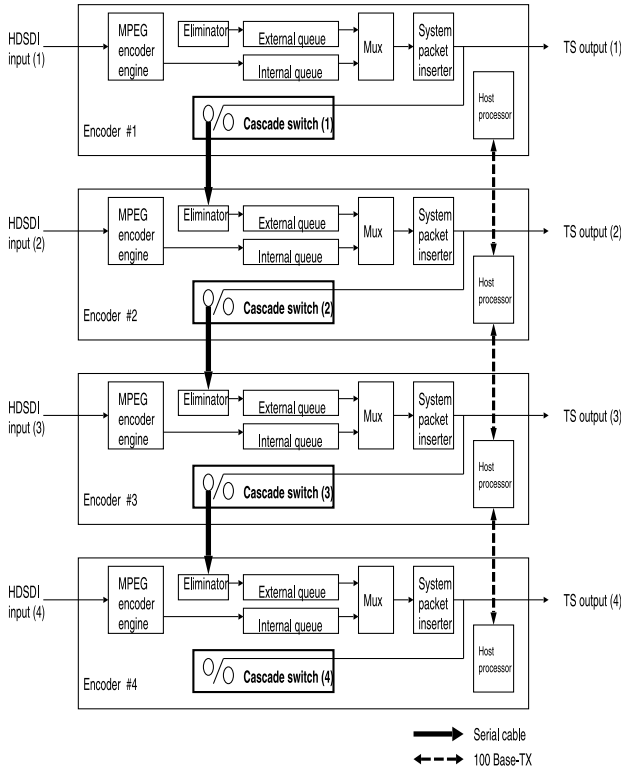 HDSDI
input (1)
MPEG
encoder
engine
Eliminator
External queue
Internal queue
Mux
System
packet
inserter
TS output (1)
Host
processor
Cascade switch (1)
Encoder #1
HDSDI
input (2)
MPEG
encoder
engine
Eliminator
External queue
Internal queue
Mux
System
packet
inserter
TS output (2)
Host
processor
Cascade switch (2)
Encoder #2
HDSDI
input (3)
MPEG
encoder
engine
Eliminator
External queue
Internal queue
Mux
System
packet
inserter
TS output (3)
Host
processor
Cascade switch (3)
Encoder #3
HDSDI
input (4)
MPEG
encoder
engine
Eliminator
External queue
Internal queue
Mux
System
packet
inserter
TS output (4)
Host
processor
Cascade switch (4)
Encoder #4
Serial cable
100 Base-TX